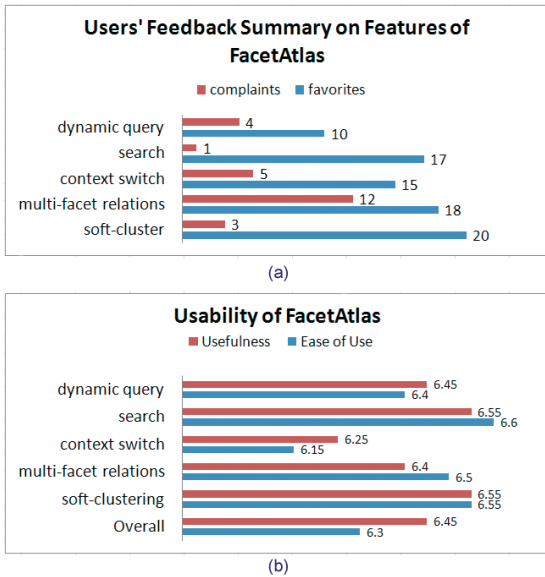 Users' Feedback Summary on Features of
FacetAtlas
complaints favorites
dynamic query 4
10
search 1
17
context switch 5
15
multi-facet relations 12
18
soft-cluster 3
20
(a)
Usability of FacetAtlas
Usefulness Ease of Use
dynamic query 6.45
6.4
search 6.55
6.6
context switch 6.25
6.15
multi-facet relations 6.4
6.5
soft-clustering 6.55
6.55
Overall 6.45
6.3
(b)